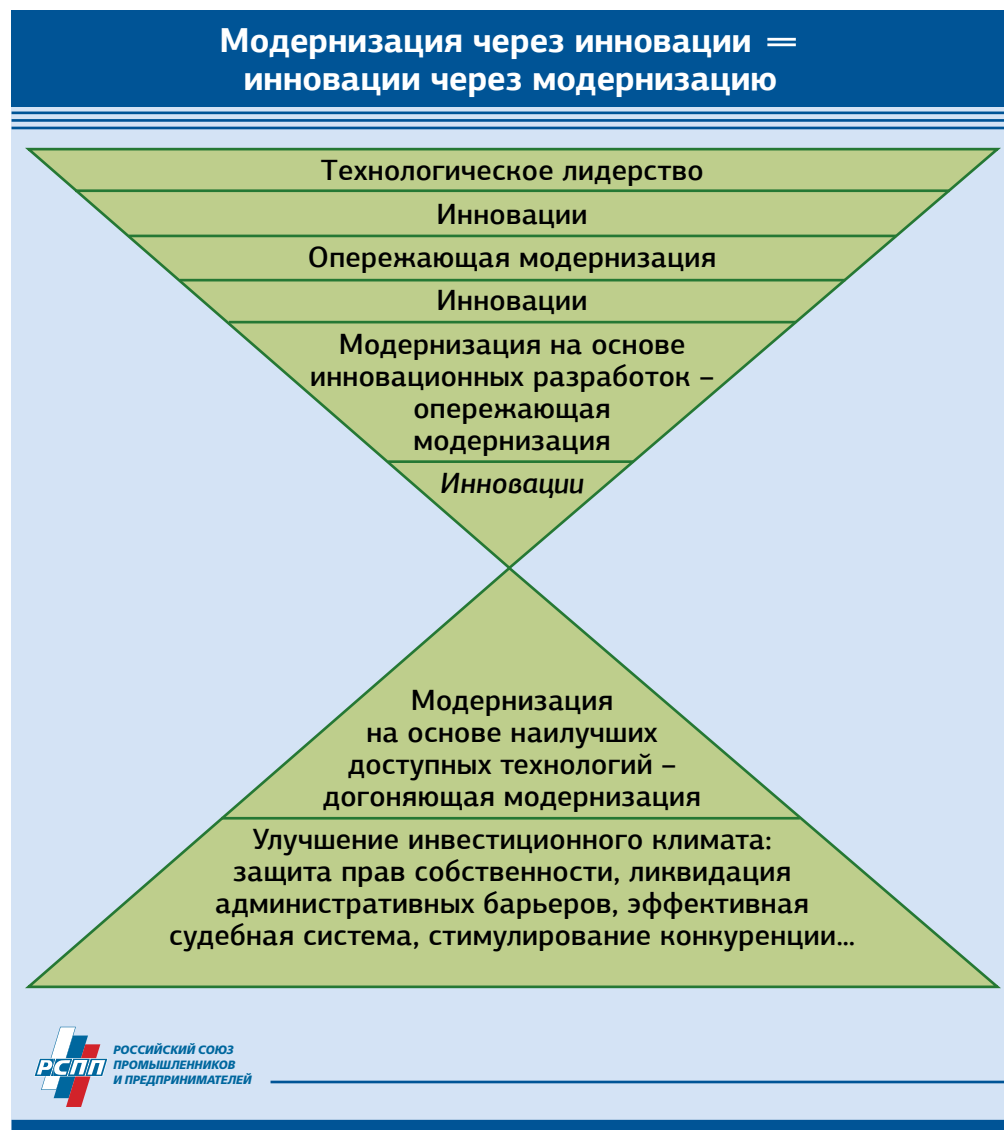 Модернизация через инновации =
инновации через модернизацию
Технологическое лидерство
Инновации
Опережающая модернизация
Инновации
Модернизация на основе
инновационных разработок –
опережающая
модернизация
Инновации
Модернизация
на основе наилучших
доступных технологий –
догоняющая модернизация
Улучшение инвестиционного климата:
защита прав собственности, ликвидация
административных барьеров, эффективная
судебная система, стимулирование конкуренции...
РСПП
РОССИЙСКИЙ СОЮЗ
ПРОМЫШЛЕННИКОВ
И ПРЕДПРИНИМАТЕЛЕЙ